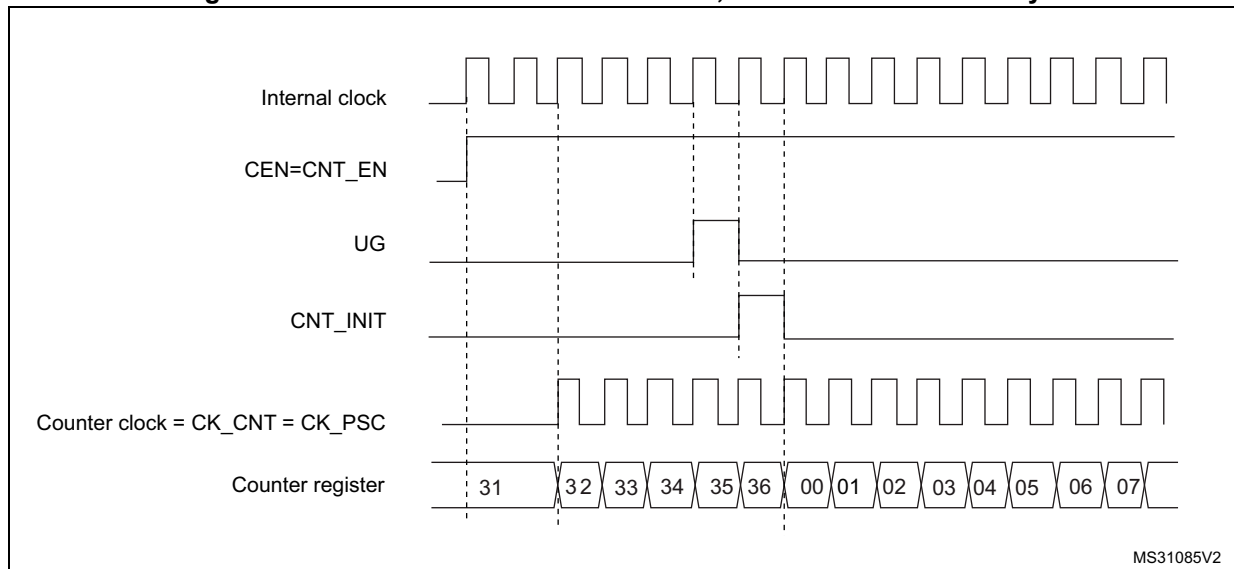 Internal clock
CEN=CNT_EN
UG
CNT_INIT
Counter clock = CK_CNT = CK_PSC
Counter register 31 32 33 34 35 36 00 01 02 03 04 05 06 07
MS31085V2